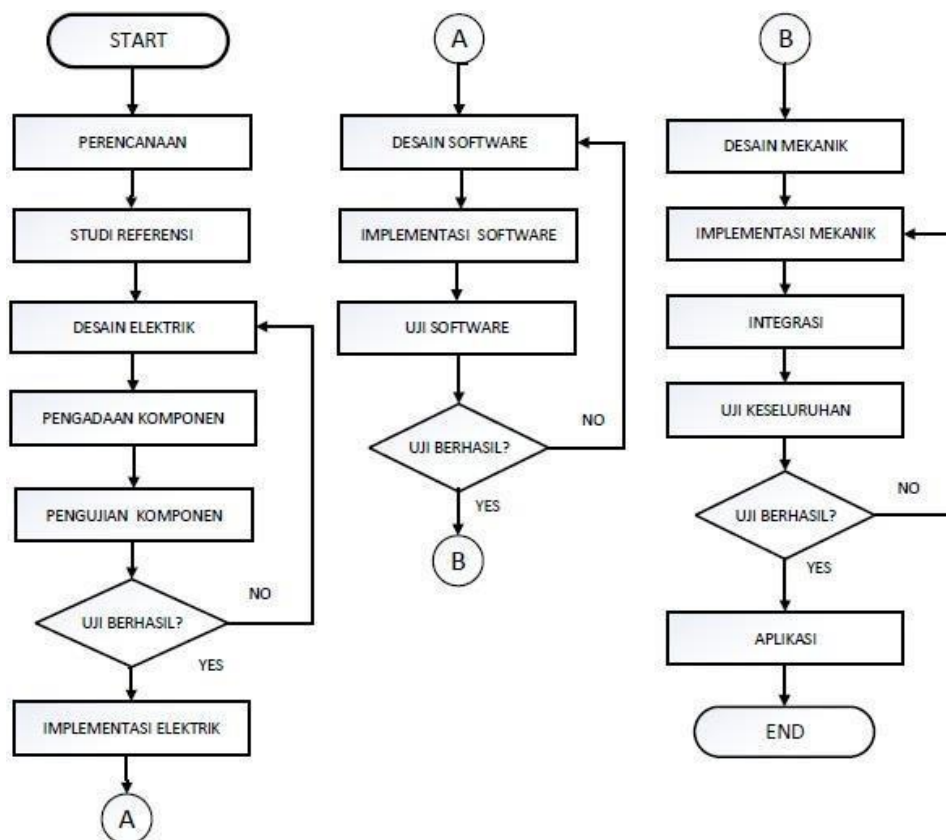 START
PERENCANAAN
STUDI REFERENSI
DESAIN ELEKTRIK
PENGADAAN KOMPONEN
PENGUJIAN KOMPONEN
UJI BERHASIL?
NO
YES
IMPLEMENTASI ELEKTRIK
A
A
DESAIN SOFTWARE
IMPLEMENTASI SOFTWARE
UJI SOFTWARE
UJI BERHASIL?
NO
YES
B
B
DESAIN MEKANIK
IMPLEMENTASI MEKANIK
INTEGRASI
UJI KESELURUHAN
UJI BERHASIL?
NO
YES
APLIKASI
END